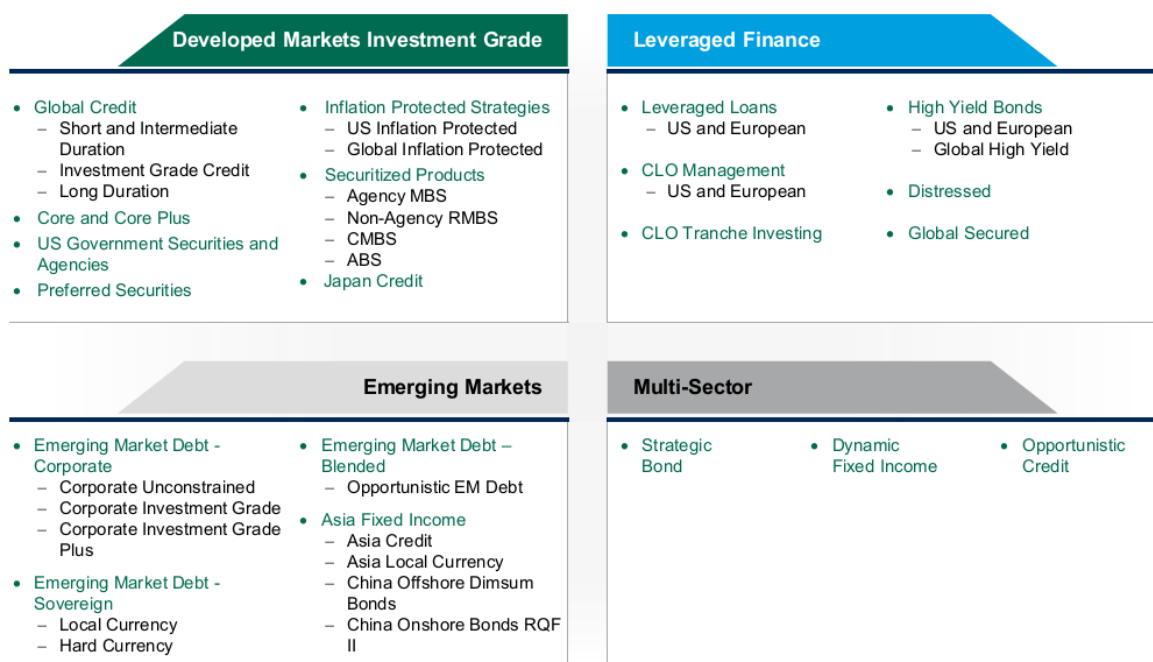 Developed Markets Investment Grade
• Global Credit
– Short and Intermediate
Duration
– Investment Grade Credit
– Long Duration
• Core and Core Plus
• US Government Securities and
Agencies
• Preferred Securities
• Inflation Protected Strategies
– US Inflation Protected
– Global Inflation Protected
• Securitized Products
– Agency MBS
– Non-Agency RMBS
– CMBS
– ABS
• Japan Credit
Leveraged Finance
• Leveraged Loans
– US and European
• CLO Management
– US and European
• CLO Tranche Investing
• High Yield Bonds
– US and European
– Global High Yield
• Distressed
• Global Secured
Emerging Markets
• Emerging Market Debt -
Corporate
– Corporate Unconstrained
– Corporate Investment Grade
– Corporate Investment Grade
Plus
• Emerging Market Debt -
Sovereign
– Local Currency
– Hard Currency
• Emerging Market Debt –
Blended
– Opportunistic EM Debt
• Asia Fixed Income
– Asia Credit
– Asia Local Currency
– China Offshore Dimsum
Bonds
– China Onshore Bonds RQF
II
Multi-Sector
• Strategic
Bond
• Dynamic
Fixed Income
• Opportunistic
Credit